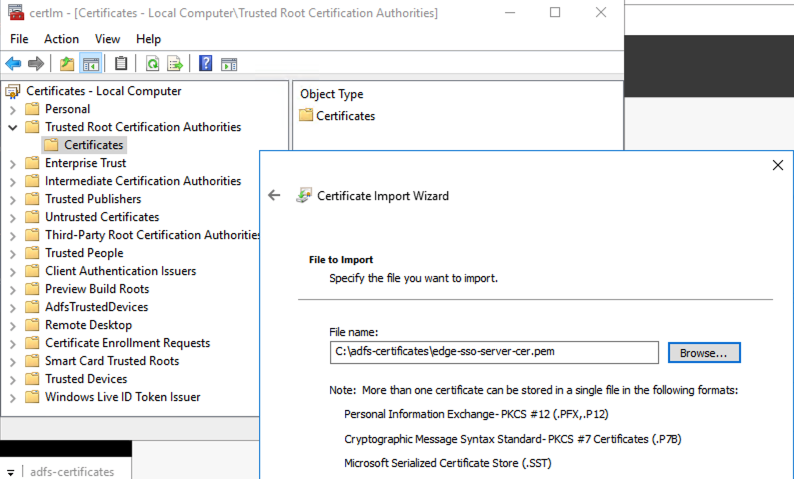 certlm - [Certificates - Local Computer\Trusted Root Certification Authorities]
File Action View Help
Certificates - Local Computer
Personal
Trusted Root Certification Authorities
Certificates
Enterprise Trust
Intermediate Certification Authorities
Trusted Publishers
Untrusted Certificates
Third-Party Root Certification Authorities
Trusted People
Client Authentication Issuers
Preview Build Roots
AdfsTrustedDevices
Remote Desktop
Certificate Enrollment Requests
Smart Card Trusted Roots
Trusted Devices
Windows Live ID Token Issuer
Object Type
Certificates
Certificate Import Wizard
File to Import
Specify the file you want to import.
File name:
C:\adfs-certificates\edge-sso-server-cer.pem
Browse...
Note: More than one certificate can be stored in a single file in the following formats:
Personal Information Exchange- PKCS #12 (.PFX,.P12)
Cryptographic Message Syntax Standard- PKCS #7 Certificates (.P7B)
Microsoft Serialized Certificate Store (.SST)
adfs-certificates